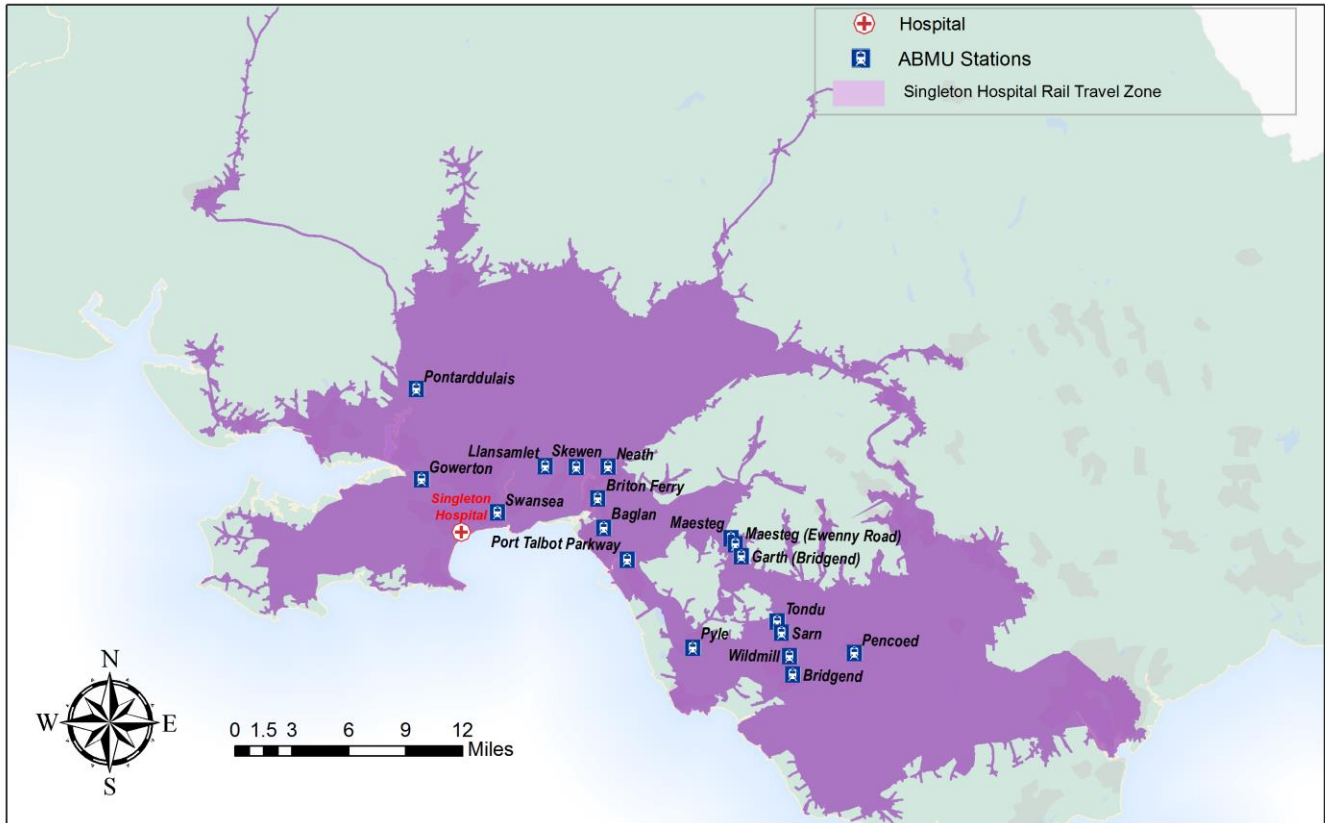 Hospital
ABMU Stations
Singleton Hospital Rail Travel Zone
Pontarddulais
Llansamlet
Skewen
Neath
Gowerton
Briton Ferry
Singleton
Hospital
Swansea
Baglan
Maesteg
Maesteg (Ewenny Road)
Port Talbot Parkway
Garth (Bridgend)
Tondu
Sarn
Pyle
Pencoed
Wildmill
Bridgend
N
W
E
S
0 1.5 3 6 9 12
Miles